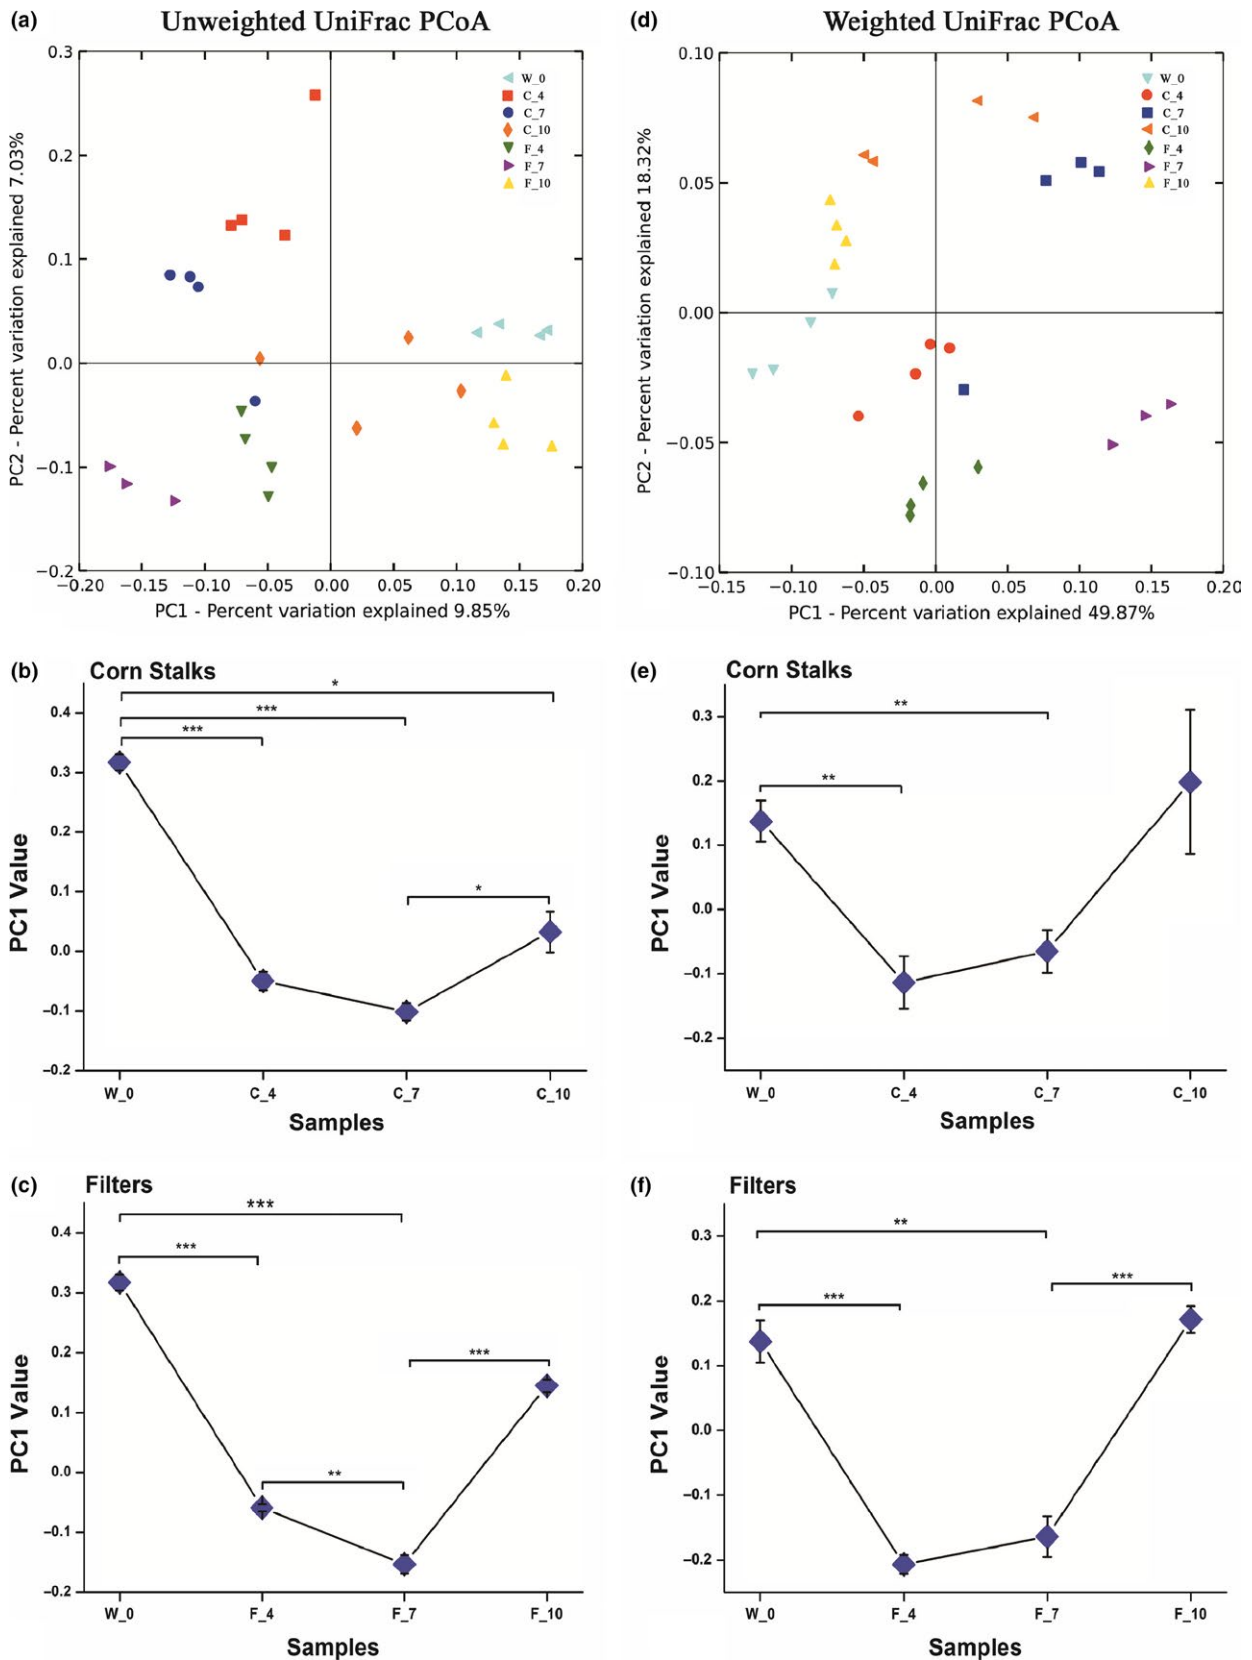 (a)
Unweighted UniFrac PCoA
0.3
0.2
0.1
0.0
−0.1
−0.2
PC2 - Percent variation explained 7.03%
W_0
C_4
C_7
C_10
F_4
F_7
F_10
−0.20 −0.15 −0.10 −0.05 0.00 0.05 0.10 0.15 0.20
PC1 - Percent variation explained 9.85%
(d)
Weighted UniFrac PCoA
0.10
0.05
0.00
−0.05
−0.10
PC2 - Percent variation explained 18.32%
W_0
C_4
C_7
C_10
F_4
F_7
F_10
−0.15 −0.10 −0.05 0.00 0.05 0.10 0.15 0.20
PC1 - Percent variation explained 49.87%
(b)
Corn Stalks
*
***
***
*
0.4
0.3
0.2
0.1
0.0
−0.1
−0.2
PC1 Value
W_0 C_4 C_7 C_10
Samples
(e)
Corn Stalks
**
**
0.3
0.2
0.1
0.0
−0.1
−0.2
PC1 Value
W_0 C_4 C_7 C_10
Samples
(c)
Filters
***
***
***
**
0.4
0.3
0.2
0.1
0.0
−0.1
−0.2
PC1 Value
W_0 F_4 F_7 F_10
Samples
(f)
Filters
**
***
***
0.3
0.2
0.1
0.0
−0.1
−0.2
PC1 Value
W_0 F_4 F_7 F_10
Samples